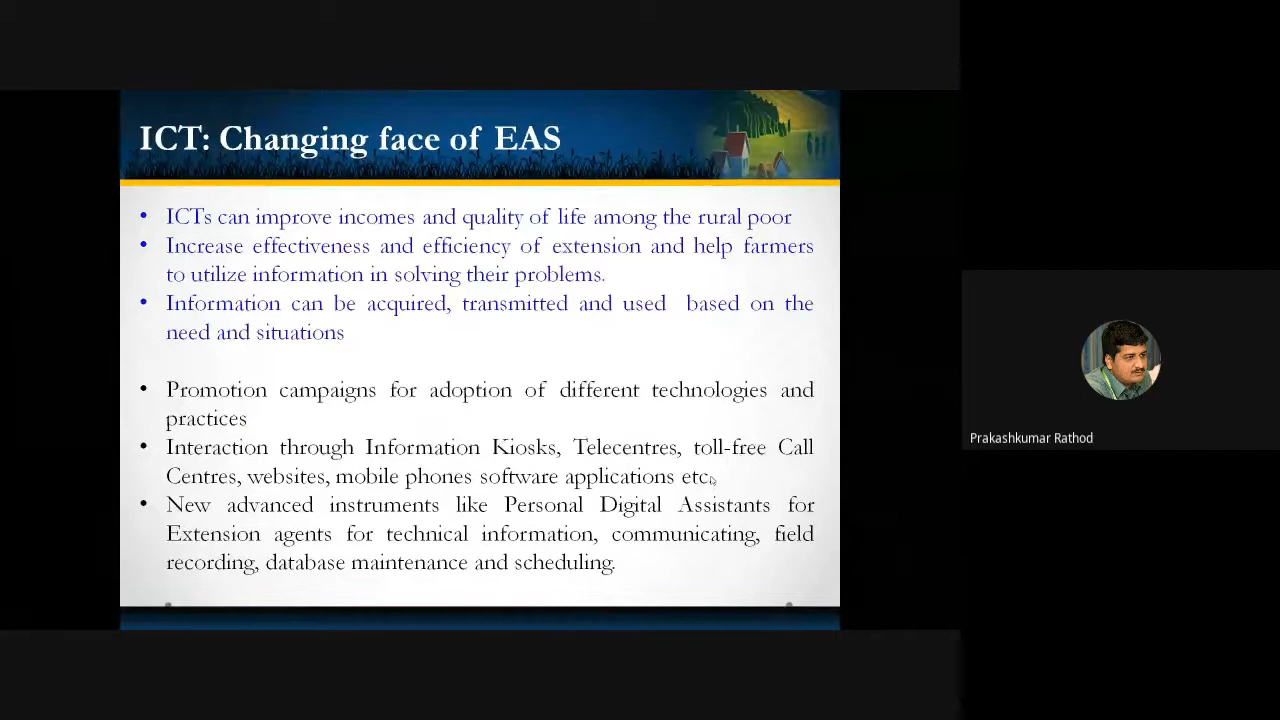 ICT: Changing face of EAS
• ICTs can improve incomes and quality of life among the rural poor
• Increase effectiveness and efficiency of extension and help farmers
to utilize information in solving their problems.
• Information can be acquired, transmitted and used based on the
need and situations
• Promotion campaigns for adoption of different technologies and
practices
• Interaction through Information Kiosks, Telecentres, toll-free Call
Centres, websites, mobile phones software applications etc.
• New advanced instruments like Personal Digital Assistants for
Extension agents for technical information, communicating, field
recording, database maintenance and scheduling.
Prakashkumar Rathod